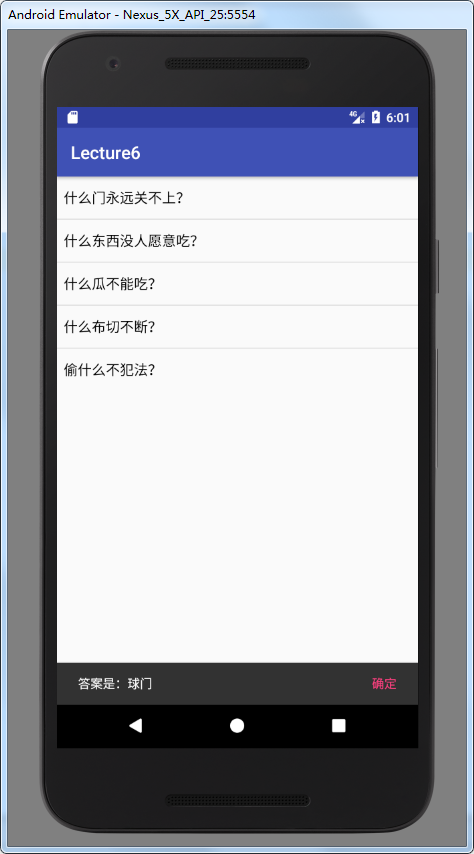 Android Emulator - Nexus_5X_API_25:5554
4G 6:01
Lecture6
什么门永远关不上？
什么东西没人愿意吃？
什么瓜不能吃？
什么布切不断？
偷什么不犯法？
答案是：球门 确定